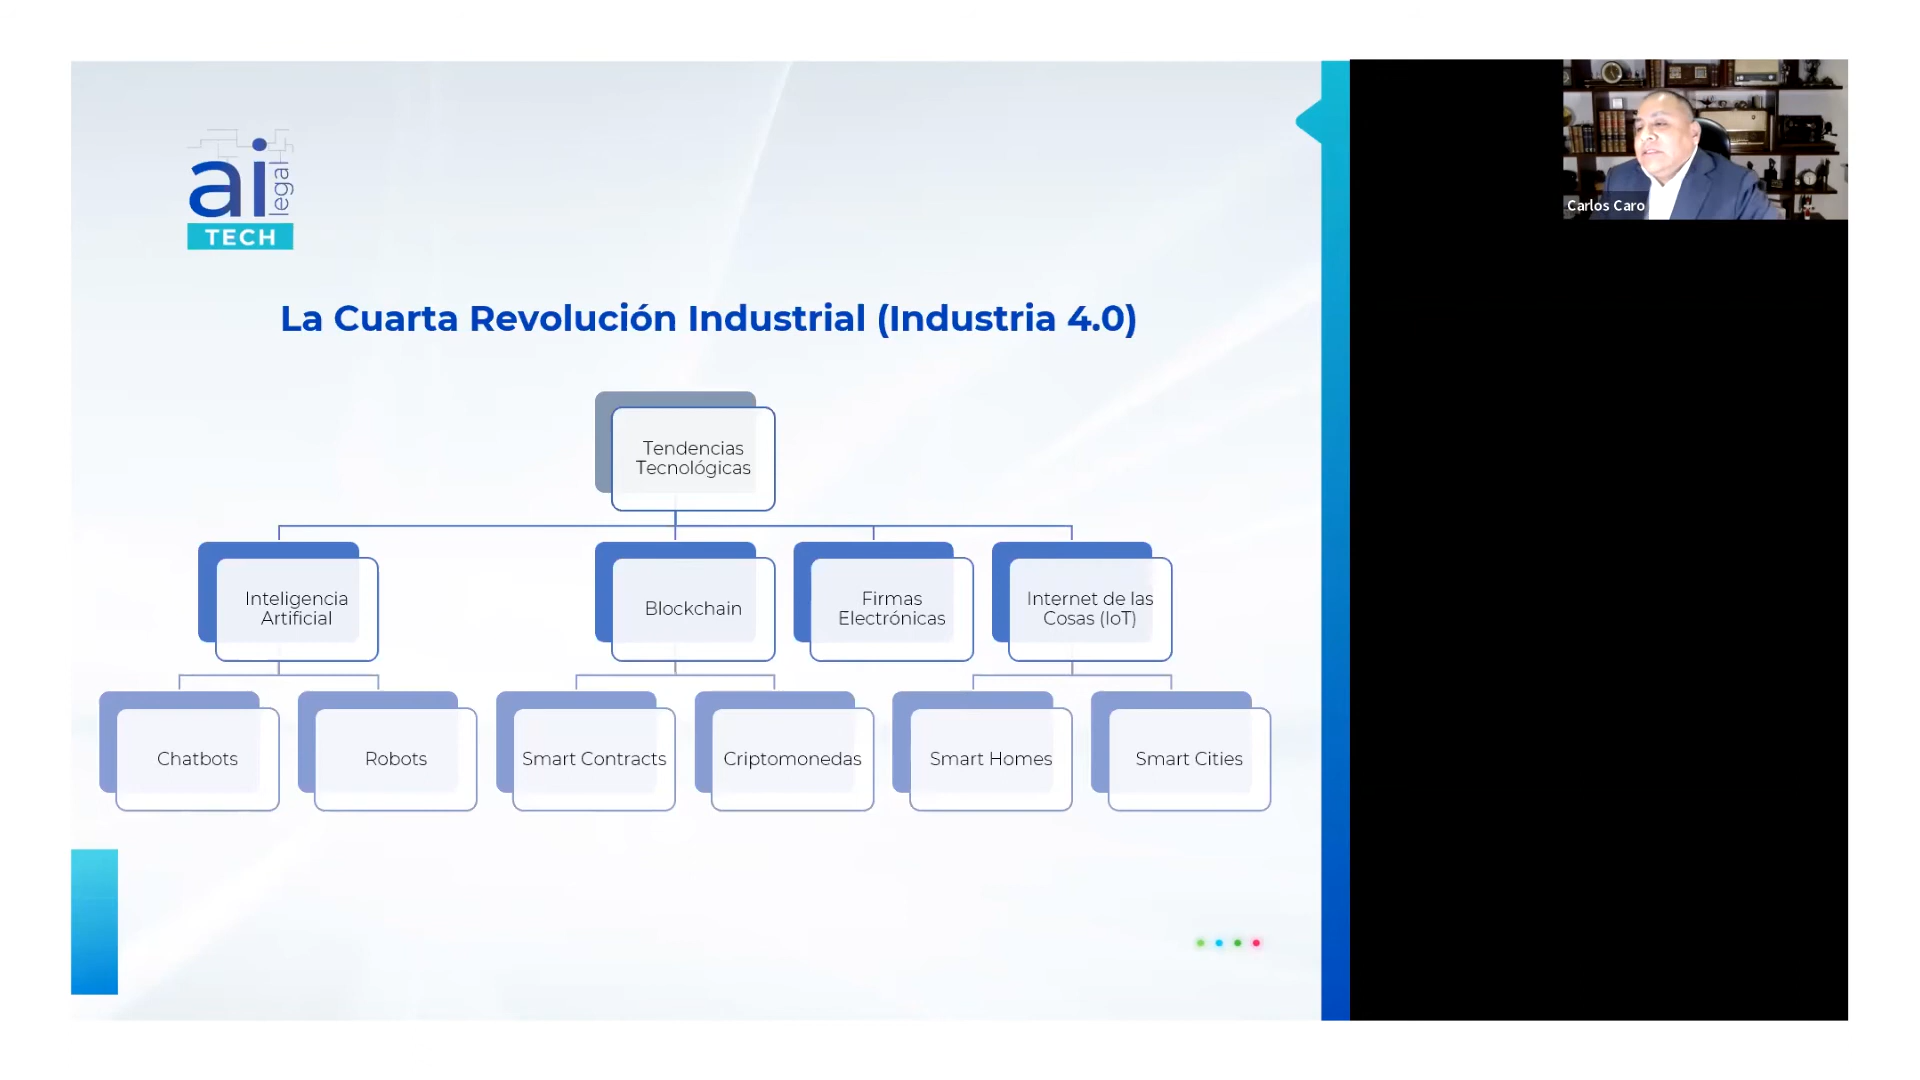 ai legal
TECH
Carlos Caro
La Cuarta Revolución Industrial (Industria 4.0)
Tendencias
Tecnológicas
Inteligencia
Artificial
Blockchain
Firmas
Electrónicas
Internet de las
Cosas (IoT)
Chatbots
Robots
Smart Contracts
Criptomonedas
Smart Homes
Smart Cities